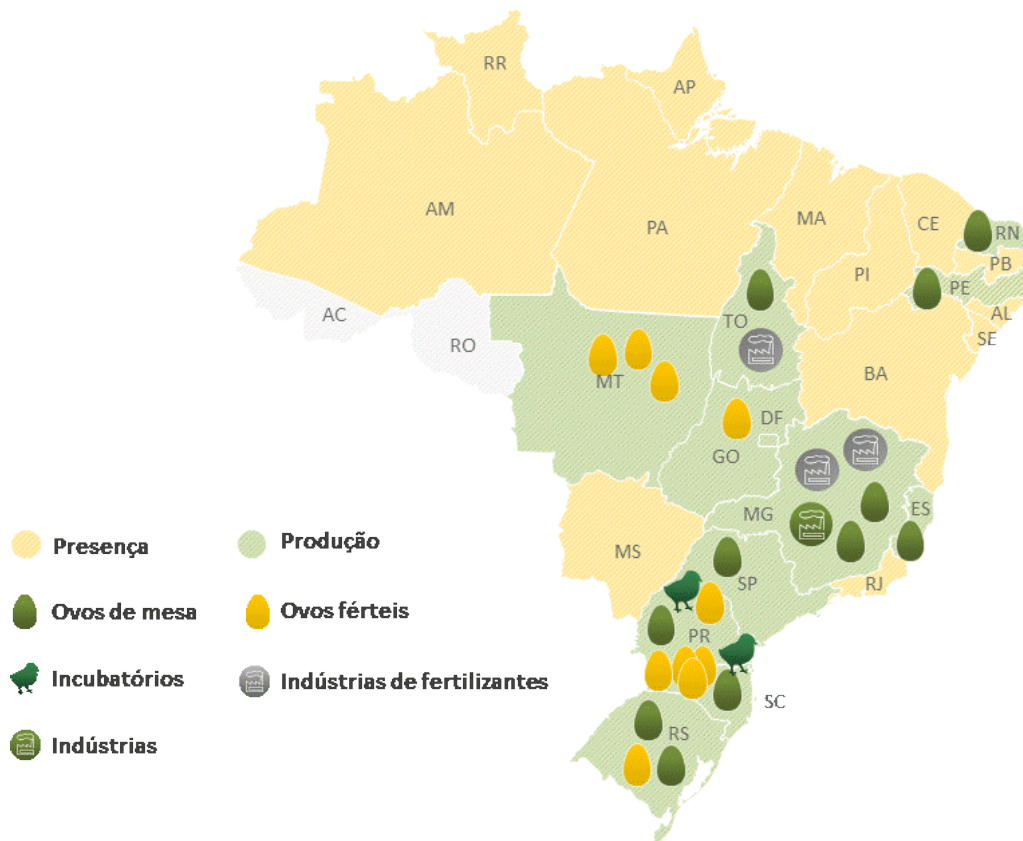 RR
AP
AM
PA
MA
CE
RN
PB
PI
PE
AL
SE
TO
AC
RO
MT
BA
DF
GO
MG
ES
MS
SP
RJ
PR
SC
RS
Presença
Produção
Ovos de mesa
Ovos férteis
Incubatórios
Indústrias de fertilizantes
Indústrias